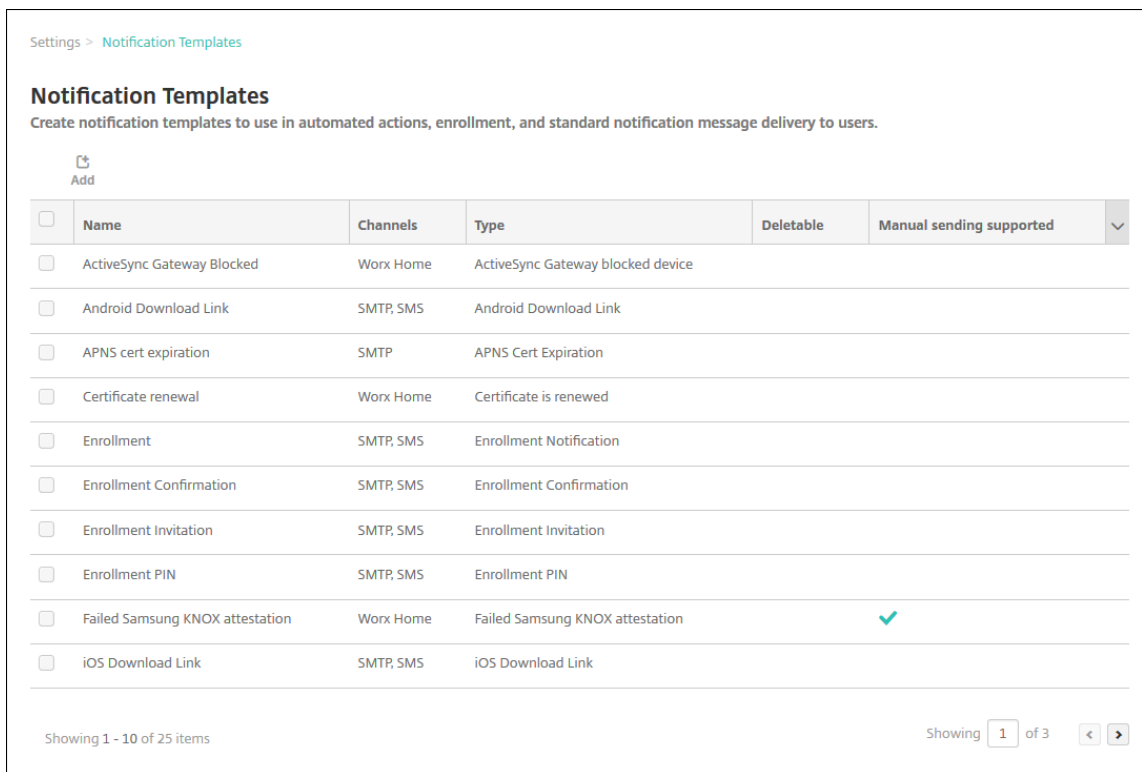 Settings > Notification Templates
Notification Templates
Create notification templates to use in automated actions, enrollment, and standard notification message delivery to users.
Add
Name Channels Type Deletable Manual sending supported
ActiveSync Gateway Blocked Worx Home ActiveSync Gateway blocked device
Android Download Link SMTP, SMS Android Download Link
APNS cert expiration SMTP APNS Cert Expiration
Certificate renewal Worx Home Certificate is renewed
Enrollment SMTP, SMS Enrollment Notification
Enrollment Confirmation SMTP, SMS Enrollment Confirmation
Enrollment Invitation SMTP, SMS Enrollment Invitation
Enrollment PIN SMTP, SMS Enrollment PIN
Failed Samsung KNOX attestation Worx Home Failed Samsung KNOX attestation
iOS Download Link SMTP, SMS iOS Download Link
Showing 1 - 10 of 25 items Showing 1 of 3